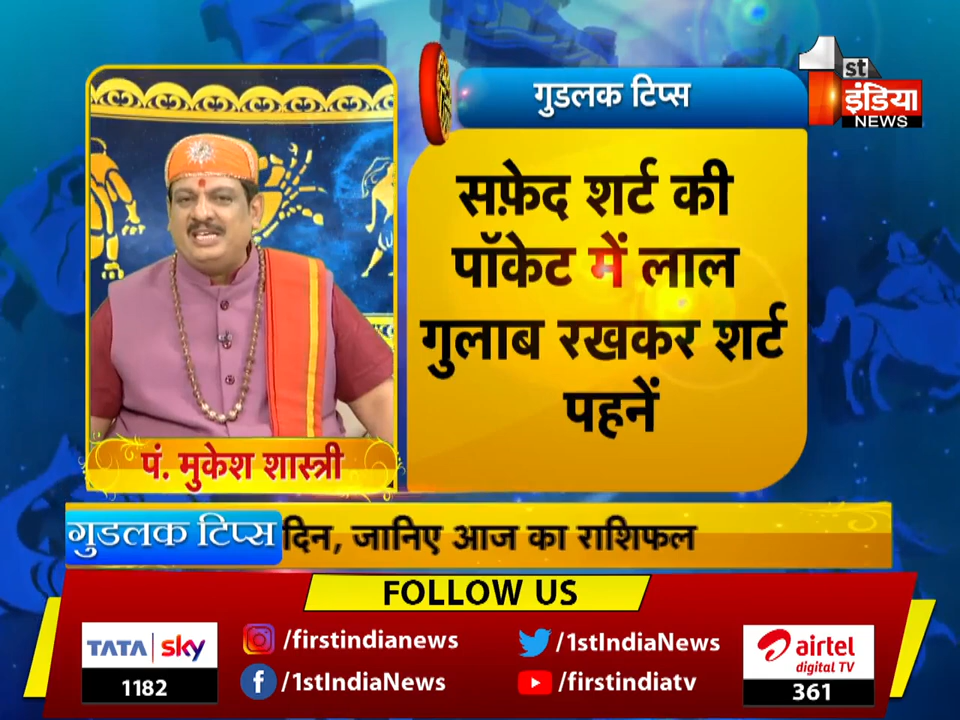 गुडलक टिप्स
1st
इंडिया
NEWS
सफ़ेद शर्ट की
पॉकेट में लाल
गुलाब रखकर शर्ट
पहनें
पं. मुकेश शास्त्री
गुडलक टिप्स दिन, जानिए आज का राशिफल
FOLLOW US
TATA sky
1182
/firstindianews
/1stIndiaNews
/1stIndiaNews
/firstindiatv
airtel
digital TV
361